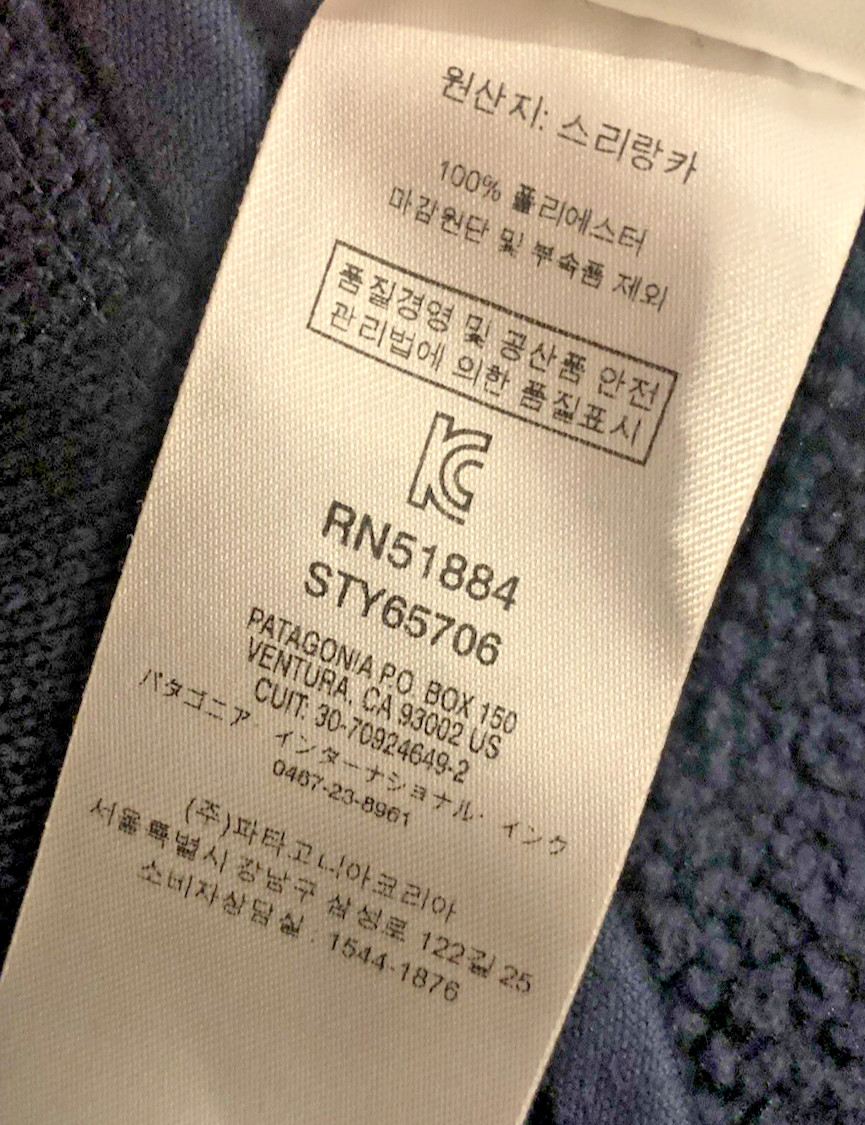 원산지: 스리랑카
100% 폴리에스터
마감원단 및 부속품 제외
품질경영 및 공산품 안전
관리법에 의한 품질표시
KC
RN51884
STY65706
PATAGONIA P.O. BOX 150
VENTURA, CA 93002 US
CUIT: 30-70924649-2
パタゴニア・インターナショナル・インク
0467-23-8961
(주)파타고니아코리아
서울특별시 강남구 삼성로 122길 25
소비자상담실 : 1544-1876